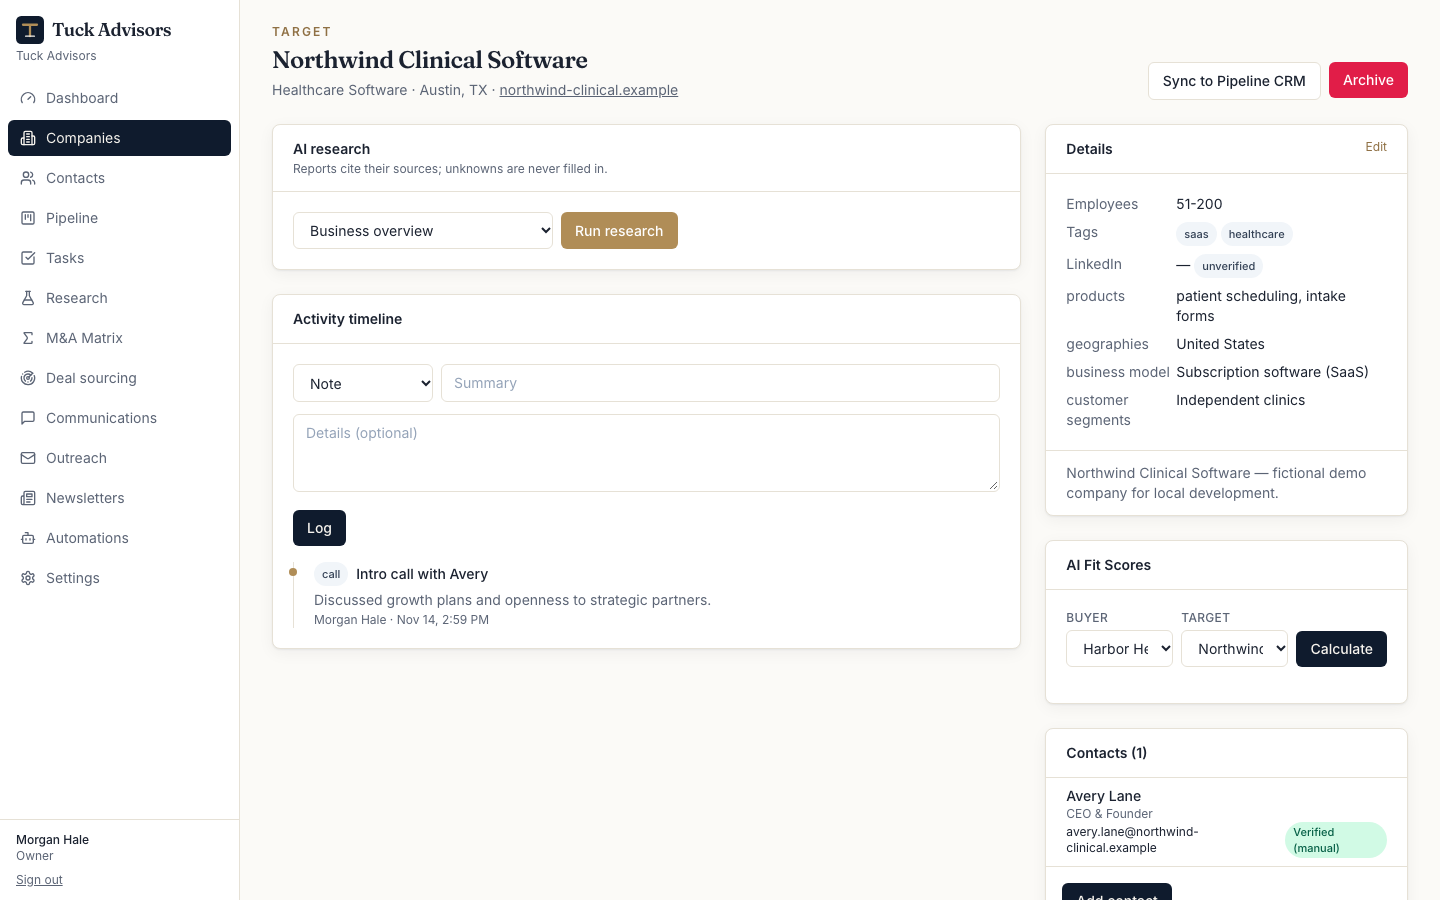 Tuck Advisors
Tuck Advisors
Dashboard
Companies
Contacts
Pipeline
Tasks
Research
M&A Matrix
Deal sourcing
Communications
Outreach
Newsletters
Automations
Settings
Morgan Hale
Owner
Sign out
TARGET
Northwind Clinical Software
Healthcare Software · Austin, TX · northwind-clinical.example
Sync to Pipeline CRM
Archive
AI research
Reports cite their sources; unknowns are never filled in.
Business overview
Run research
Activity timeline
Note
Summary
Details (optional)
Log
call Intro call with Avery
Discussed growth plans and openness to strategic partners.
Morgan Hale · Nov 14, 2:59 PM
Details
Edit
Employees 51-200
Tags saas healthcare
LinkedIn — unverified
products patient scheduling, intake
forms
geographies United States
business model Subscription software (SaaS)
customer Independent clinics
segments
Northwind Clinical Software — fictional demo
company for local development.
AI Fit Scores
BUYER TARGET
Harbor He Northwind Calculate
Contacts (1)
Avery Lane
CEO & Founder
avery.lane@northwind-
clinical.example
Verified
(manual)
Add contact